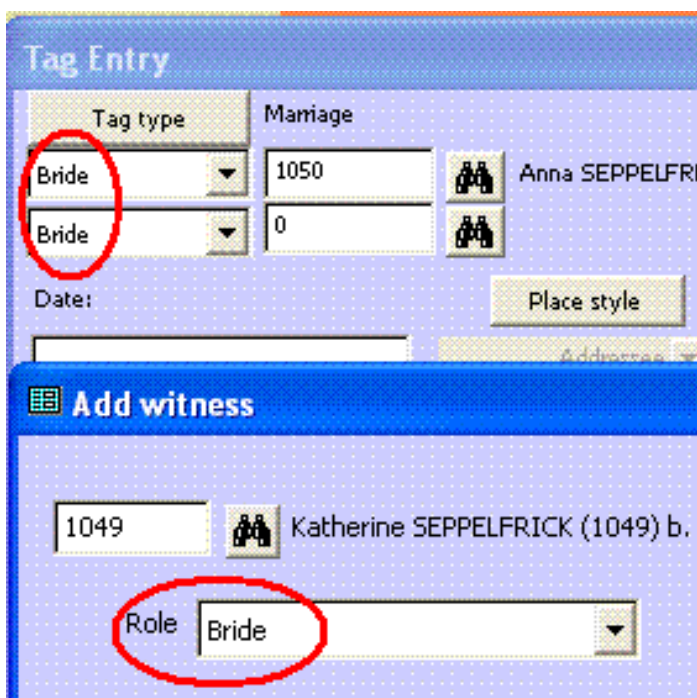 Tag Entry
Tag type Marriage
Bride 1050 Anna SEPPELFR
Bride 0
Date: Place style
Addressee
Add witness
1049 Katherine SEPPELFRICK (1049) b.
Role Bride